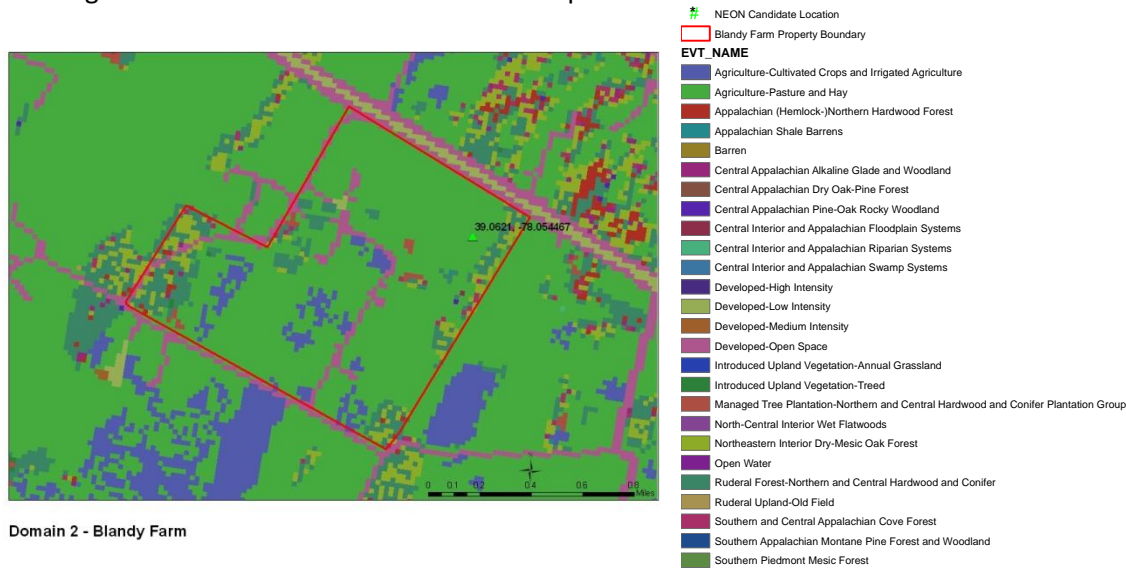 NEON Candidate Location
Blandy Farm Property Boundary
EVT_NAME
Agriculture-Cultivated Crops and Irrigated Agriculture
Agriculture-Pasture and Hay
Appalachian (Hemlock-)Northern Hardwood Forest
Appalachian Shale Barrens
Barren
Central Appalachian Alkaline Glade and Woodland
Central Appalachian Dry Oak-Pine Forest
Central Appalachian Pine-Oak Rocky Woodland
Central Interior and Appalachian Floodplain Systems
Central Interior and Appalachian Riparian Systems
Central Interior and Appalachian Swamp Systems
Developed-High Intensity
Developed-Low Intensity
Developed-Medium Intensity
Developed-Open Space
Introduced Upland Vegetation-Annual Grassland
Introduced Upland Vegetation-Treed
Managed Tree Plantation-Northern and Central Hardwood and Conifer Plantation Group
North-Central Interior Wet Flatwoods
Northeastern Interior Dry-Mesic Oak Forest
Open Water
Ruderal Forest-Northern and Central Hardwood and Conifer
Ruderal Upland-Old Field
Southern and Central Appalachian Cove Forest
Southern Appalachian Montane Pine Forest and Woodland
Southern Piedmont Mesic Forest
39.0621, -78.054467
0 0.1 0.2 0.4 0.6 0.8
Miles
Domain 2 - Blandy Farm